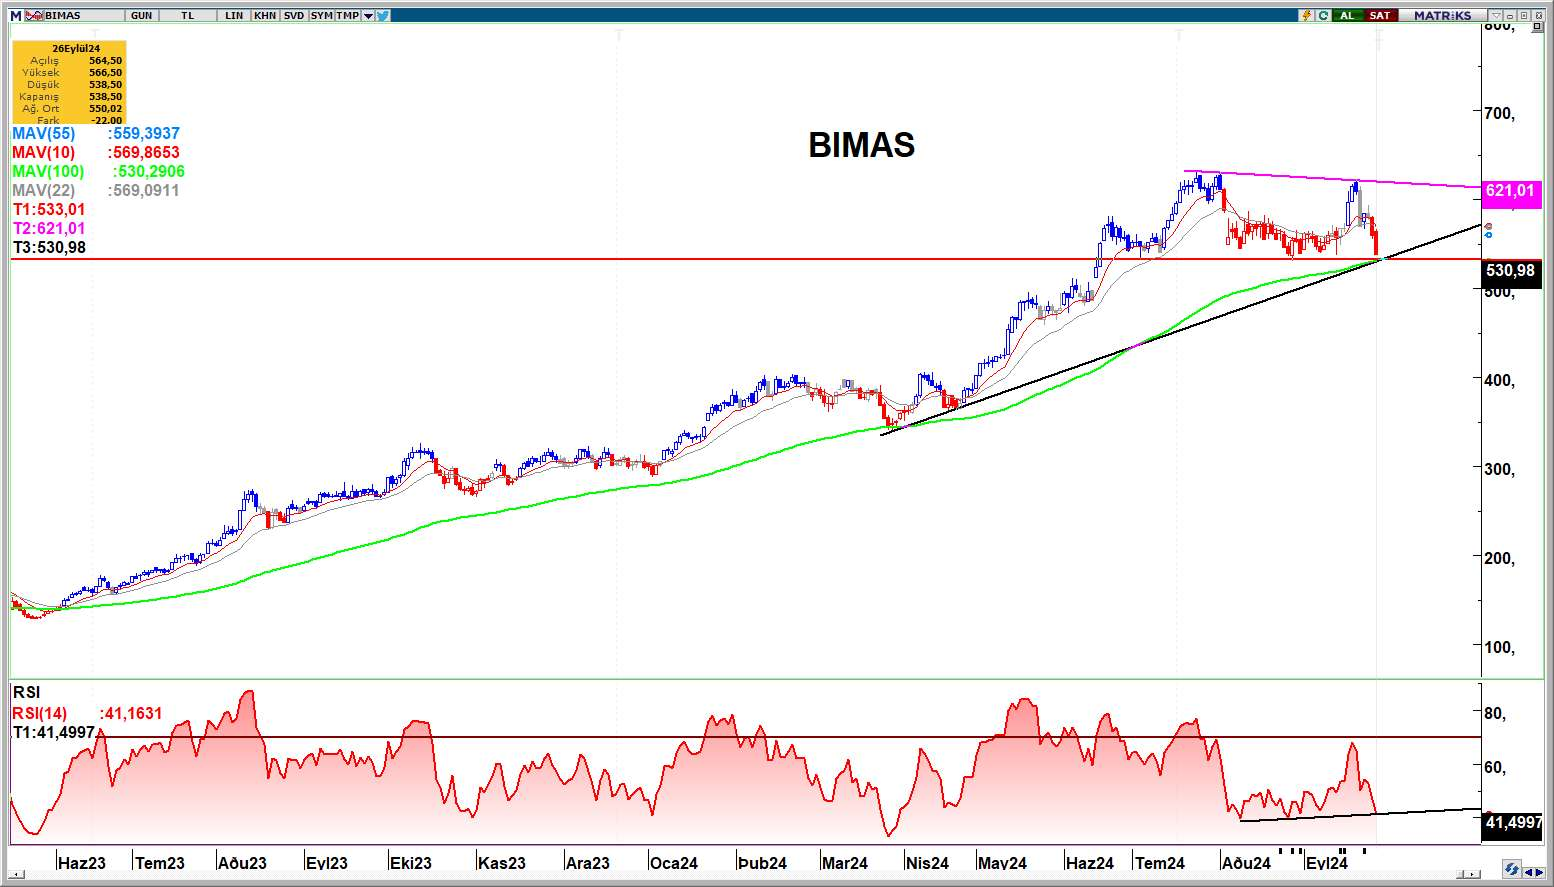 M BIMAS GUN TL LIN KHN SVD SYM TMP AL SAT MATRiKS
26Eylül24
Açılış 564,50
Yüksek 566,50
Düşük 538,50
Kapanış 538,50
Ağ. Ort 550,02
Fark -22,00
MAV(55) :559,3937
MAV(10) :569,8653
MAV(100) :530,2906
MAV(22) :569,0911
T1:533,01
T2:621,01
T3:530,98
BIMAS
800,
700,
621,01
530,98
500,
400,
300,
200,
100,
RSI
RSI(14) :41,1631
T1:41,4997
80,
60,
41,4997
Haz23 Tem23 Aðu23 Eyl23 Eki23 Kas23 Ara23 Oca24 Þub24 Mar24 Nis24 May24 Haz24 Tem24 Aðu24 Eyl24